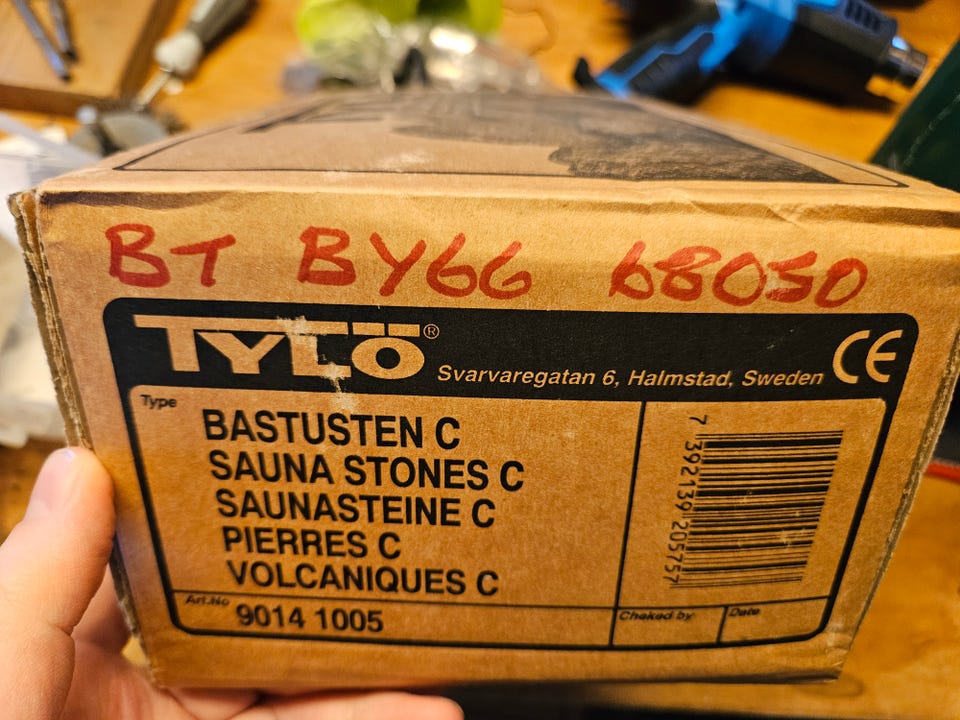 BT BYGG 68050
TYLÖ®
Svarvaregatan 6, Halmstad, Sweden CE
Type
BASTUSTEN C
SAUNA STONES C
SAUNASTEINE C
PIERRES C
VOLCANIQUES C
7 392139 205757
Art.No 9014 1005
Cheked by
Date